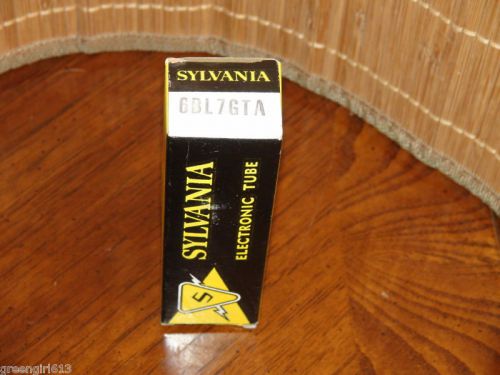 SYLVANIA
6BL7GTA
SYLVANIA
ELECTRONIC TUBE
S
greengirl613